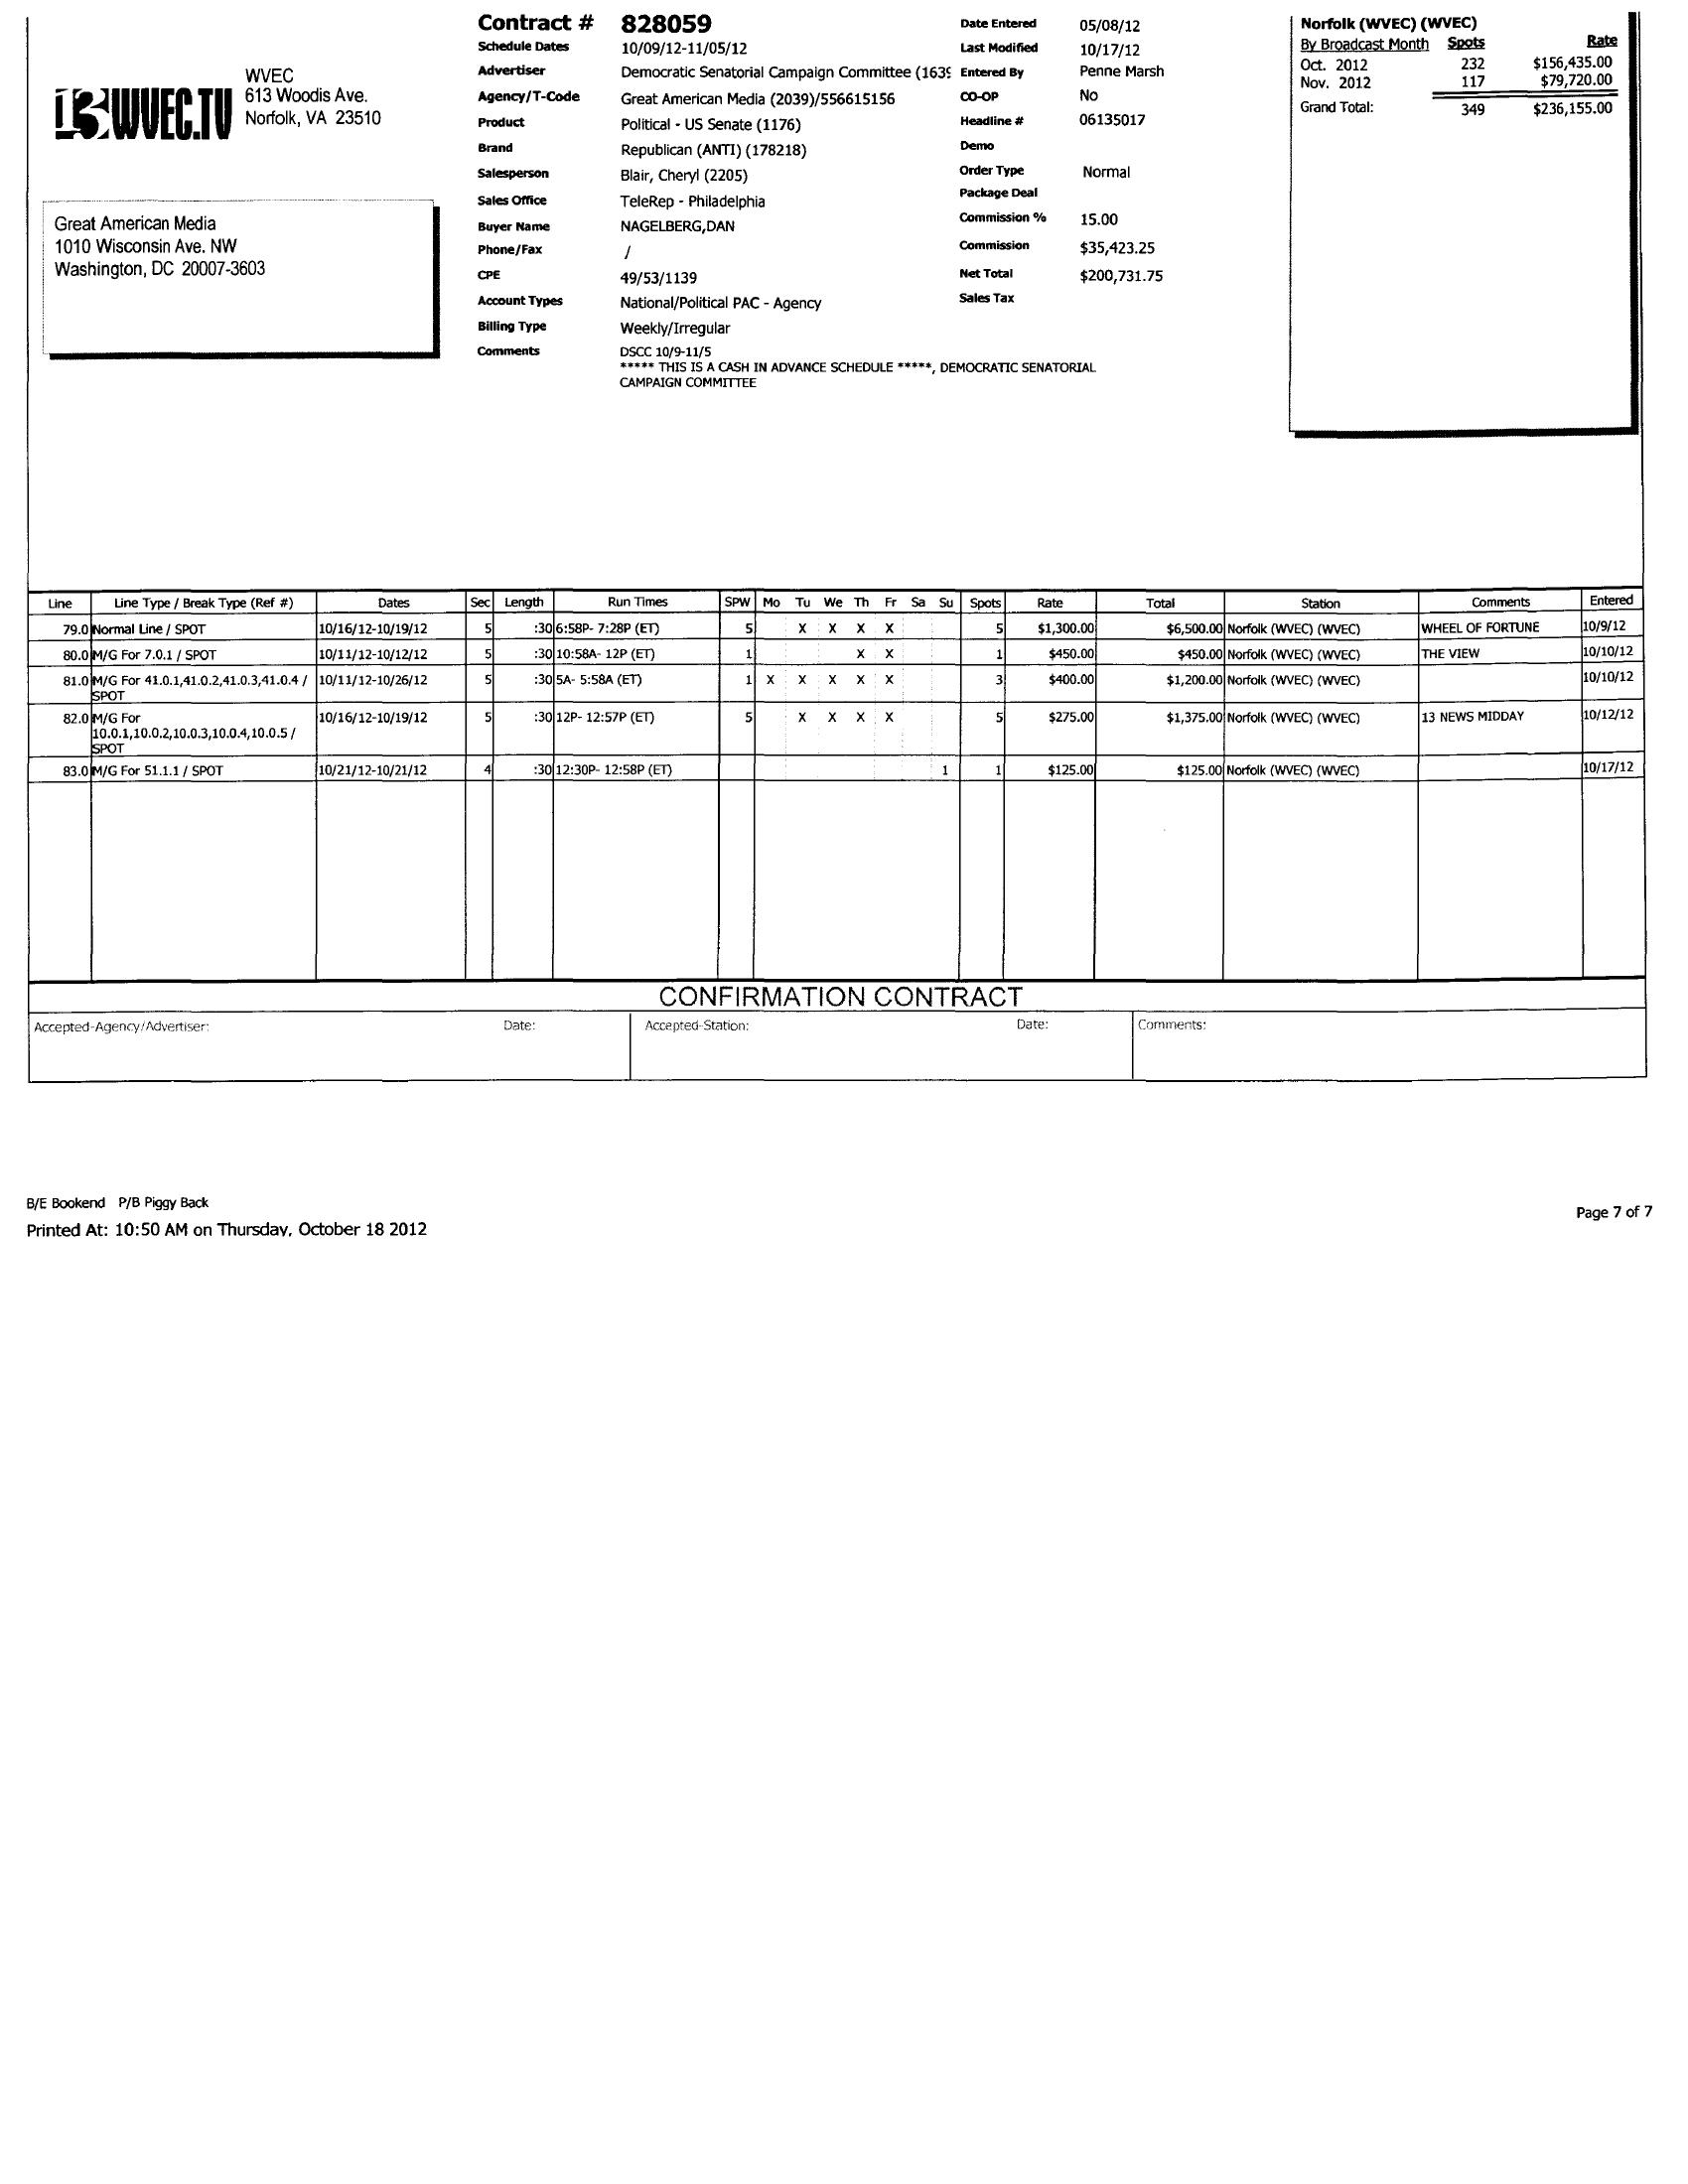 13 WVEC.TV
WVEC
613 Woodis Ave.
Norfolk, VA 23510
Great American Media
1010 Wisconsin Ave. NW
Washington, DC 20007-3603
Contract # 828059
Schedule Dates 10/09/12-11/05/12
Advertiser Democratic Senatorial Campaign Committee (1639
Agency/T-Code Great American Media (2039)/556615156
Product Political - US Senate (1176)
Brand Republican (ANTI) (178218)
Salesperson Blair, Cheryl (2205)
Sales Office TeleRep - Philadelphia
Buyer Name NAGELBERG,DAN
Phone/Fax /
CPE 49/53/1139
Account Types National/Political PAC - Agency
Billing Type Weekly/Irregular
Comments DSCC 10/9-11/5
***** THIS IS A CASH IN ADVANCE SCHEDULE *****, DEMOCRATIC SENATORIAL
CAMPAIGN COMMITTEE
Date Entered 05/08/12
Last Modified 10/17/12
Entered By Penne Marsh
CO-OP No
Headline # 06135017
Demo
Order Type Normal
Package Deal
Commission % 15.00
Commission $35,423.25
Net Total $200,731.75
Sales Tax
Norfolk (WVEC) (WVEC)
By Broadcast Month Spots Rate
Oct. 2012 232 $156,435.00
Nov. 2012 117 $79,720.00
Grand Total: 349 $236,155.00
Line Line Type / Break Type (Ref #) Dates Sec Length Run Times SPW Mo Tu We Th Fr Sa Su Spots Rate Total Station Comments Entered
79.0 Normal Line / SPOT 10/16/12-10/19/12 5 :30 6:58P- 7:28P (ET) 5 X X X X 5 $1,300.00 $6,500.00 Norfolk (WVEC) (WVEC) WHEEL OF FORTUNE 10/9/12
80.0 M/G For 7.0.1 / SPOT 10/11/12-10/12/12 5 :30 10:58A- 12P (ET) 1 X X 1 $450.00 $450.00 Norfolk (WVEC) (WVEC) THE VIEW 10/10/12
81.0 M/G For 41.0.1,41.0.2,41.0.3,41.0.4 / 10/11/12-10/26/12 5 :30 5A- 5:58A (ET) 1 X X X X X 3 $400.00 $1,200.00 Norfolk (WVEC) (WVEC) 10/10/12
SPOT
82.0 M/G For 10/16/12-10/19/12 5 :30 12P- 12:57P (ET) 5 X X X X 5 $275.00 $1,375.00 Norfolk (WVEC) (WVEC) 13 NEWS MIDDAY 10/12/12
10.0.1,10.0.2,10.0.3,10.0.4,10.0.5 /
SPOT
83.0 M/G For 51.1.1 / SPOT 10/21/12-10/21/12 4 :30 12:30P- 12:58P (ET) 1 1 $125.00 $125.00 Norfolk (WVEC) (WVEC) 10/17/12
CONFIRMATION CONTRACT
Accepted-Agency/Advertiser: Date: Accepted-Station: Date: Comments:
B/E Bookend P/B Piggy Back
Printed At: 10:50 AM on Thursday, October 18 2012
Page 7 of 7